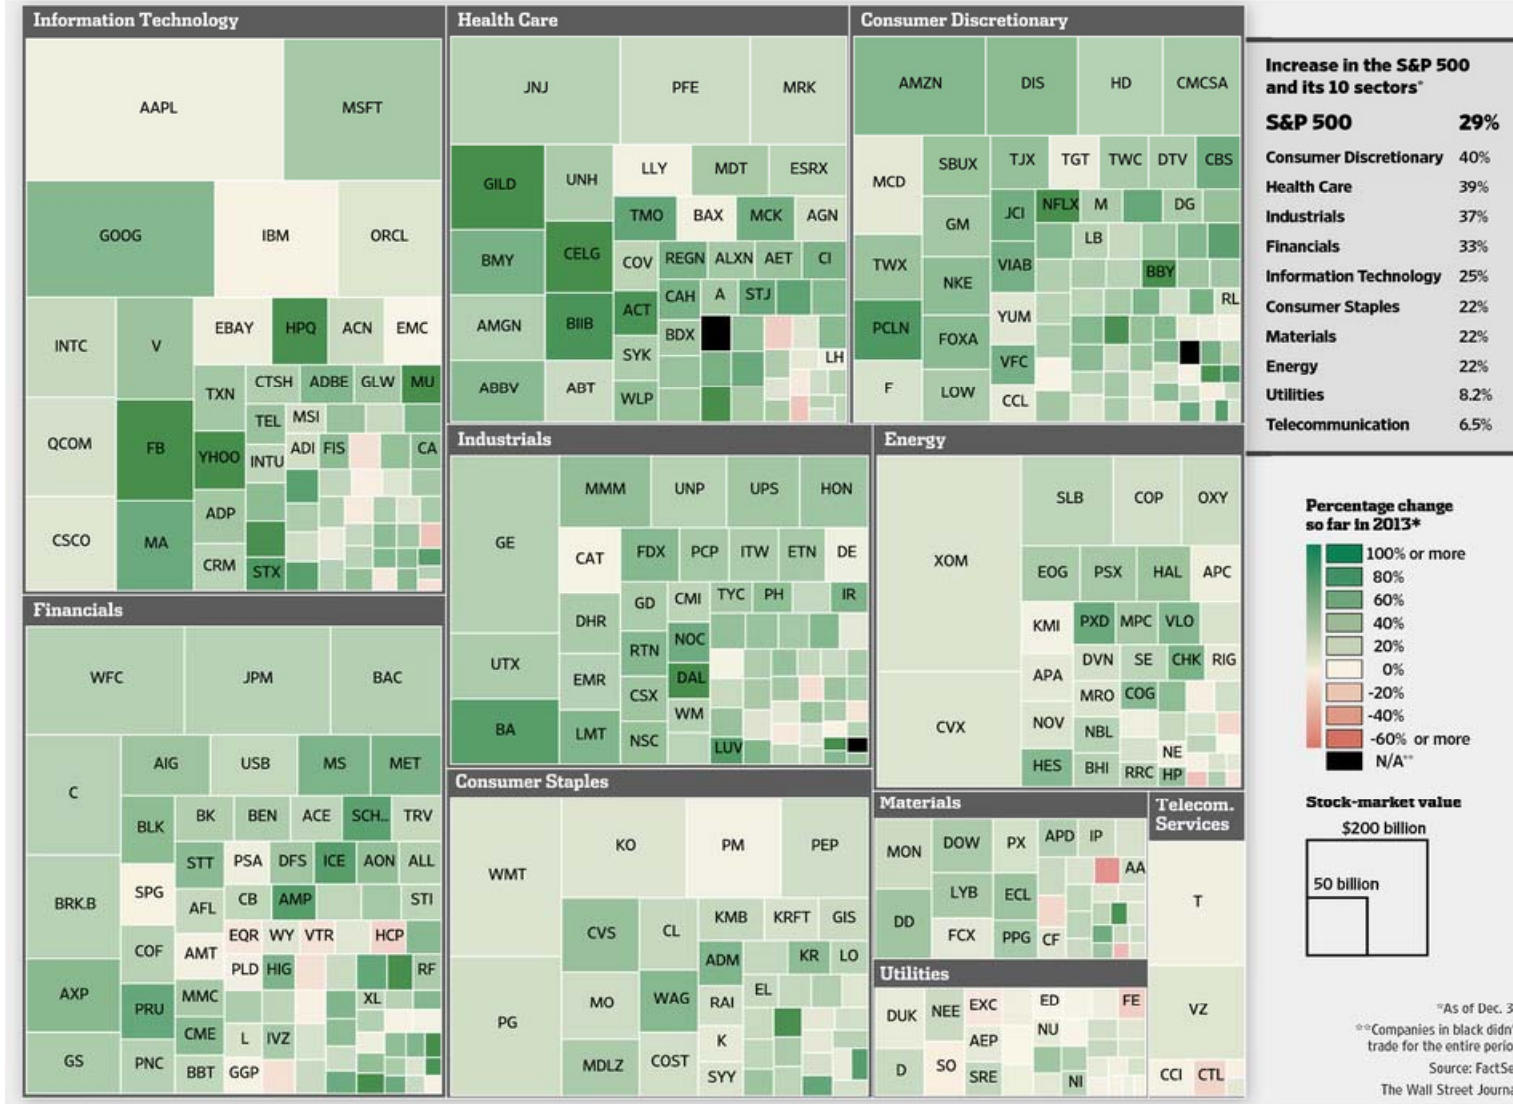 Information Technology
AAPL
MSFT
GOOG
IBM
ORCL
INTC
V
EBAY
HPQ
ACN
EMC
TXN
CTSH
ADBE
GLW
MU
QCOM
FB
YHOO
TEL
MSI
INTU
ADI
FIS
CA
CSCO
MA
ADP
CRM
STX
Health Care
JNJ
PFE
MRK
GILD
UNH
LLY
MDT
ESRX
TMO
BAX
MCK
AGN
BMY
CELG
COV
REGN
ALXN
AET
CI
CAH
A
STJ
AMGN
BIIB
ACT
BDX
SYK
LH
ABBV
ABT
WLP
Consumer Discretionary
AMZN
DIS
HD
CMCSA
MCD
SBUX
TJX
TGT
TWC
DTV
CBS
JCI
NFLX
M
DG
GM
LB
TWX
NKE
VIAB
BBY
RL
YUM
PCLN
FOXA
VFC
F
LOW
CCL
Increase in the S&P 500
and its 10 sectors*
S&P 500 29%
Consumer Discretionary 40%
Health Care 39%
Industrials 37%
Financials 33%
Information Technology 25%
Consumer Staples 22%
Materials 22%
Energy 22%
Utilities 8.2%
Telecommunication 6.5%
Financials
WFC
JPM
BAC
C
AIG
USB
MS
MET
BLK
BK
BEN
ACE
SCH..
TRV
STT
PSA
DFS
ICE
AON
ALL
BRK.B
SPG
AFL
CB
AMP
STI
COF
AMT
EQR
WY
VTR
HCP
PLD
HIG
RF
AXP
PRU
MMC
XL
CME
L
IVZ
GS
PNC
BBT
GGP
Industrials
GE
MMM
UNP
UPS
HON
CAT
FDX
PCP
ITW
ETN
DE
DHR
GD
CMI
TYC
PH
IR
RTN
NOC
UTX
EMR
CSX
DAL
WM
BA
LMT
NSC
LUV
Energy
XOM
SLB
COP
OXY
EOG
PSX
HAL
APC
KMI
PXD
MPC
VLO
APA
DVN
SE
CHK
RIG
MRO
COG
CVX
NOV
NBL
NE
HES
BHI
RRC
HP
Consumer Staples
WMT
KO
PM
PEP
CVS
CL
KMB
KRFT
GIS
ADM
KR
LO
PG
MO
WAG
RAI
EL
K
MDLZ
COST
SYY
Materials
MON
DOW
PX
APD
IP
AA
LYB
ECL
DD
FCX
PPG
CF
Utilities
DUK
NEE
EXC
ED
FE
AEP
NU
D
SO
SRE
NI
Telecom.
Services
T
VZ
CCI
CTL
Percentage change
so far in 2013*
100% or more
80%
60%
40%
20%
0%
-20%
-40%
-60% or more
N/A**
Stock-market value
$200 billion
50 billion
*As of Dec. 3
**Companies in black didn'
trade for the entire perio
Source: FactSe
The Wall Street Journa